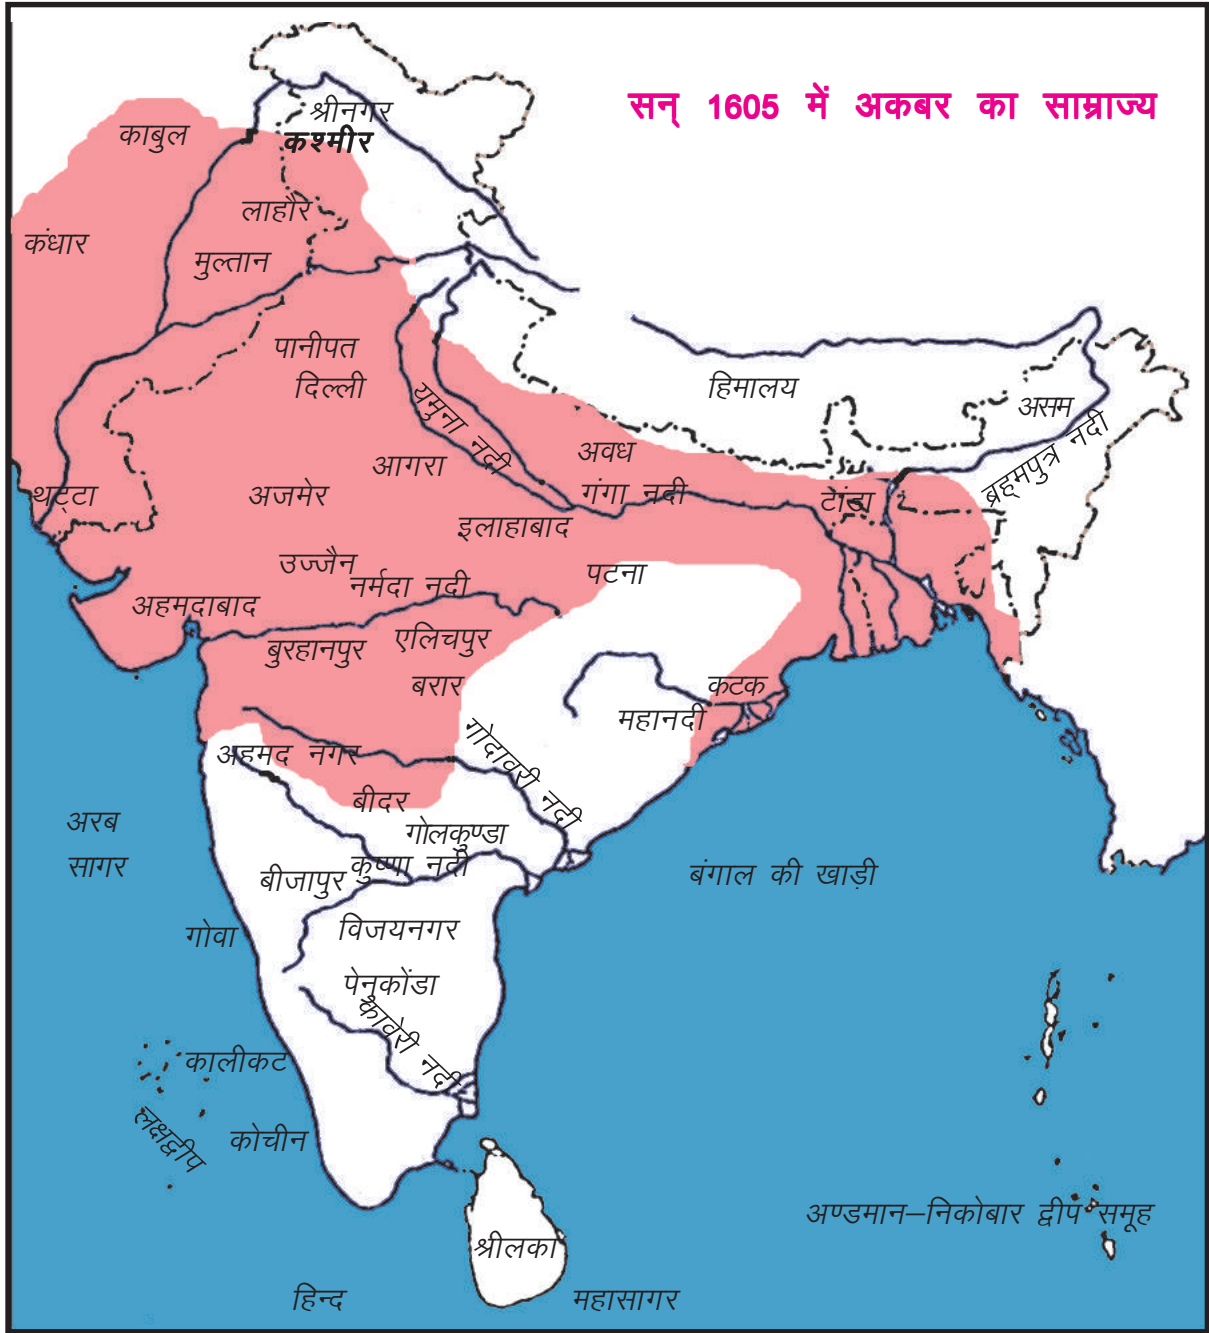 सन् 1605 में अकबर का साम्राज्य
श्रीनगर
काबुल
कश्मीर
लाहौर
कंधार
मुल्तान
पानीपत
दिल्ली
हिमालय
यमुना नदी
असम
ब्रह्मपुत्र नदी
अवध
आगरा
थट्टा
अजमेर
गंगा नदी
टांडा
इलाहाबाद
उज्जैन
नर्मदा नदी
पटना
अहमदाबाद
बुरहानपुर
एलिचपुर
बरार
कटक
महानदी
अहमद नगर
गोदावरी नदी
बीदर
अरब
सागर
गोलकुण्डा
कुष्णा नदी
बीजापुर
बंगाल की खाड़ी
गोवा
विजयनगर
पेनुकोंडा
कावेरी नदी
कालीकट
लक्षद्वीप
कोचीन
अण्डमान–निकोबार द्वीप समूह
श्रीलका
हिन्द महासागर